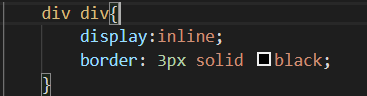 div div{
display:inline;
border: 3px solid black;
}